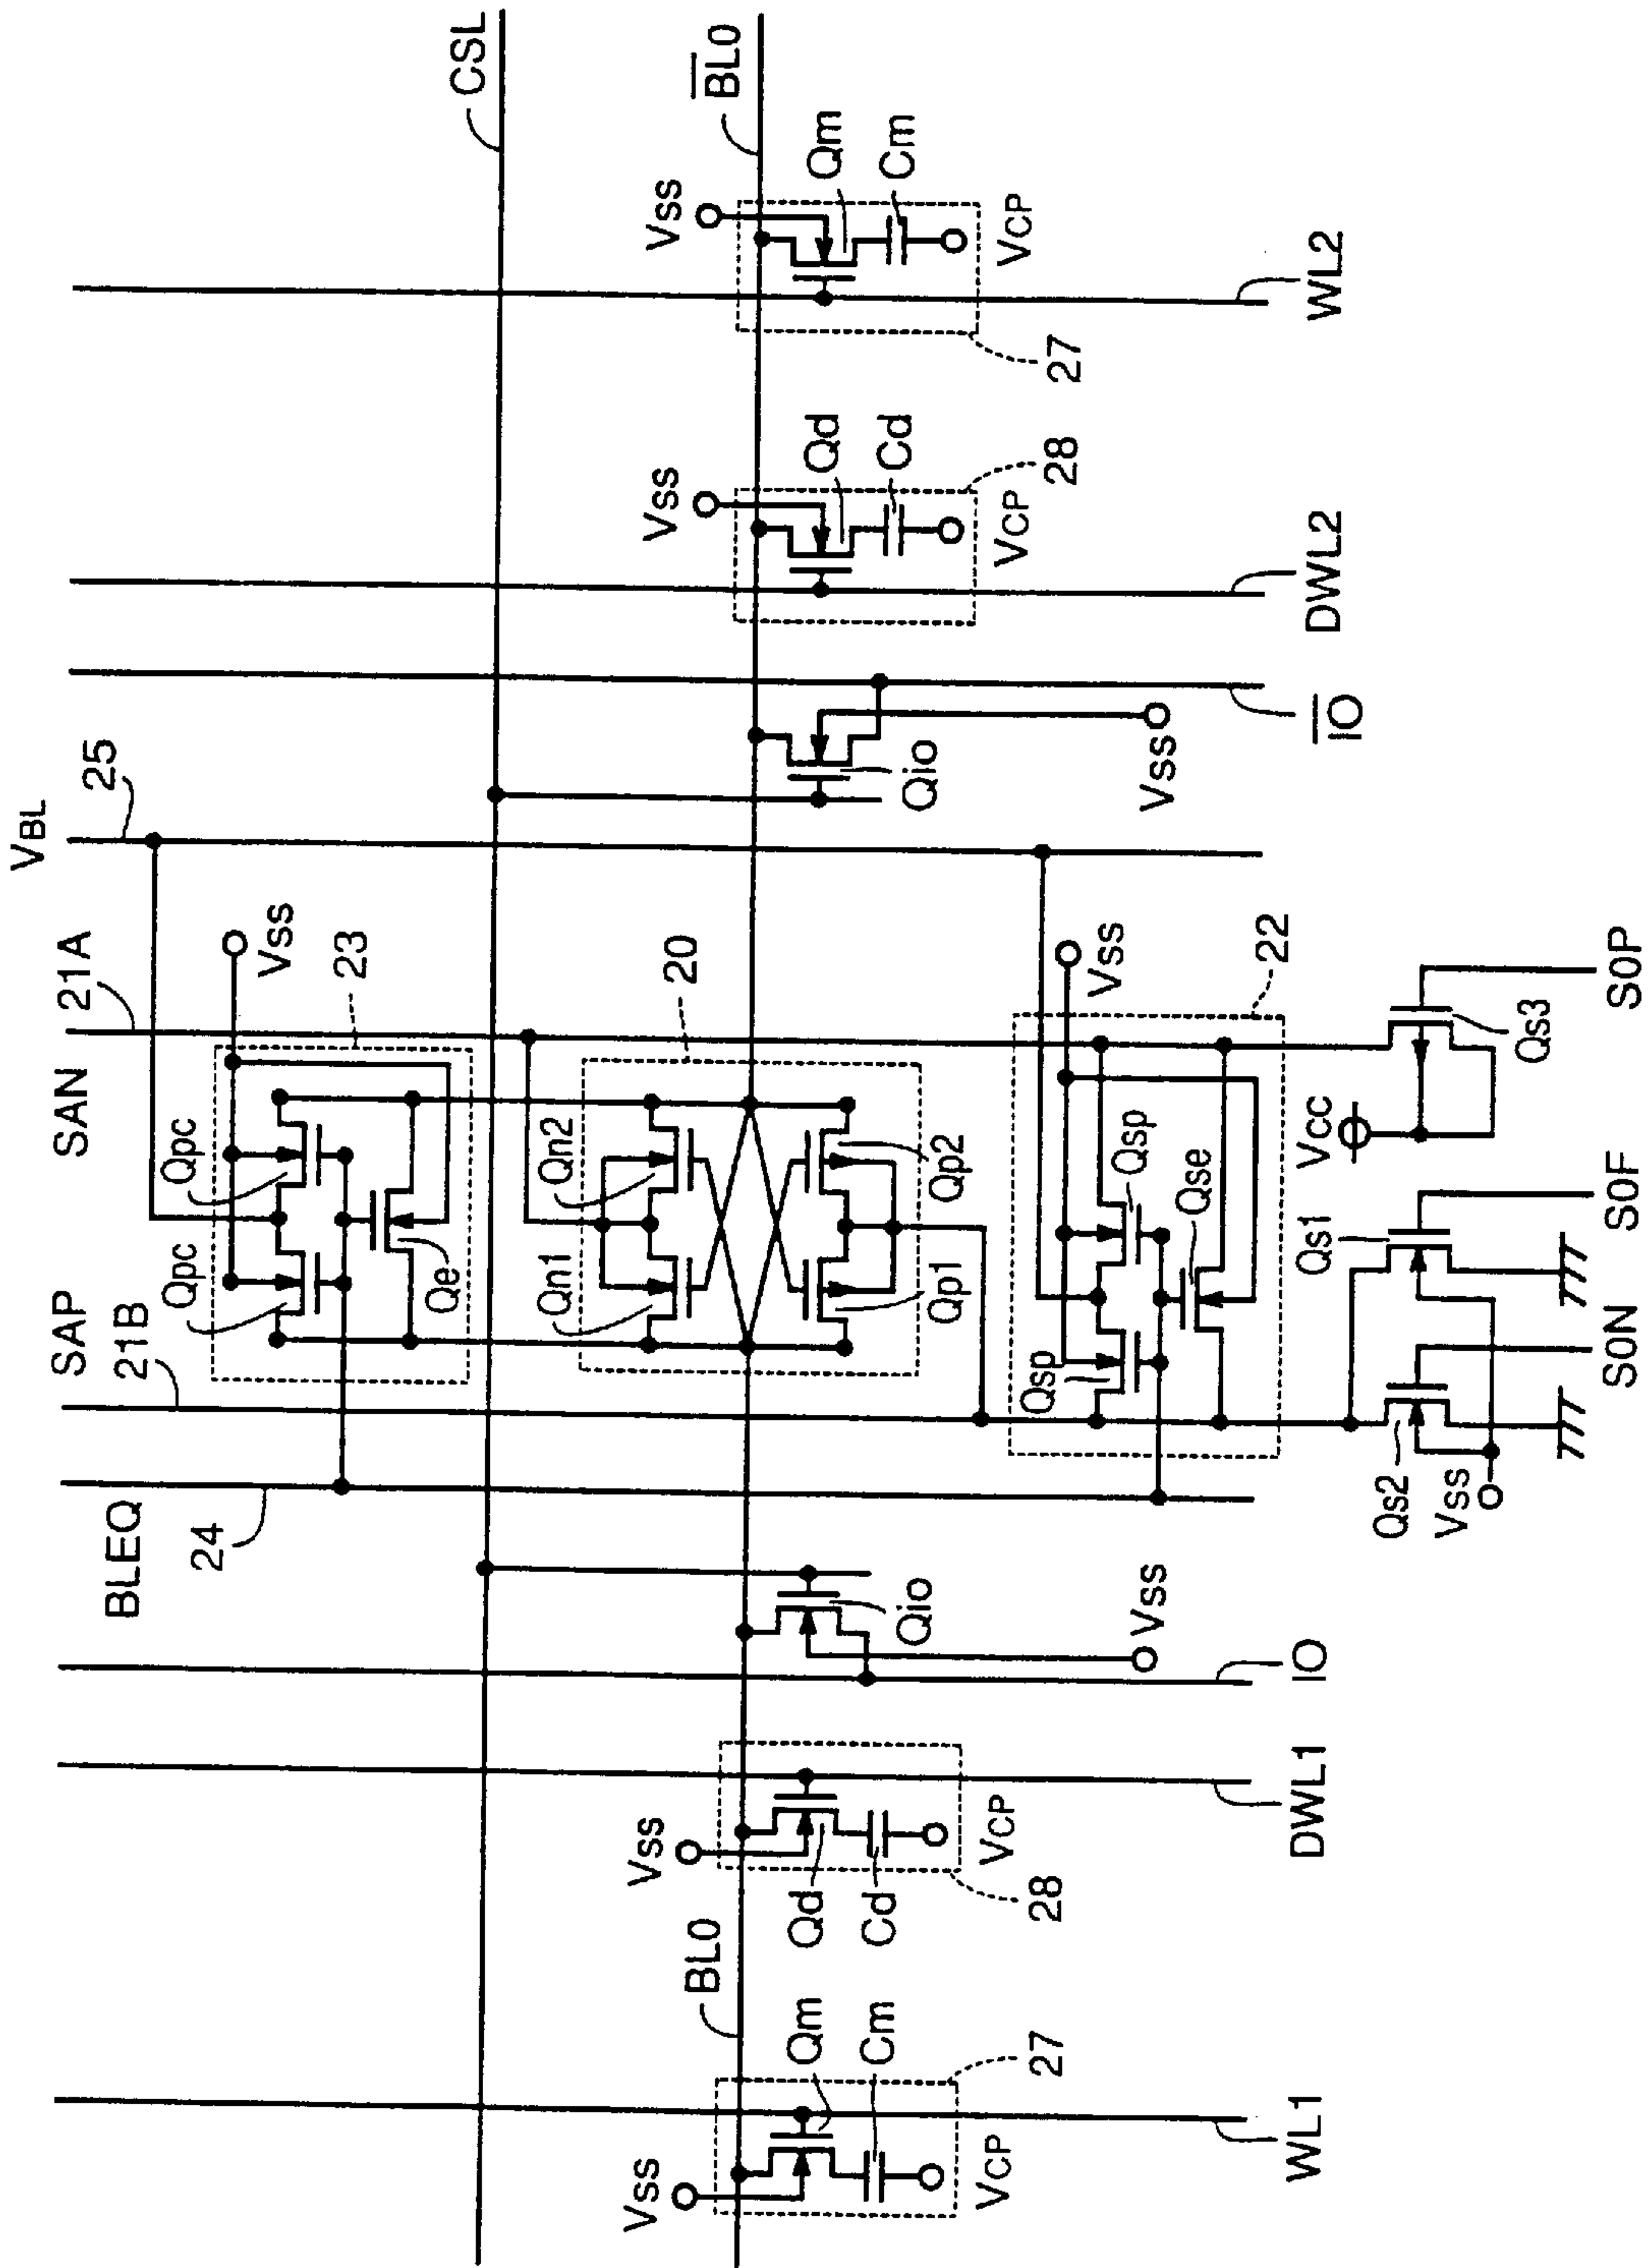 SAN
VBL
SAP
21A
25
BLEQ
21B
24
Vss
CSL
Qpc
Qpc
23
Qe
Vss
Vss
BL0
Vss
Vss
BL0
Qn1
Qn2
20
Qm
Qd
Qd
Qm
Cm
Cd
Qp1
Qp2
Cd
Cm
VCP
VCP
Qio
Qio
VCP
VCP
27
28
28
27
Vss
Qsp
Qsp
Vss
Vss
Qse
22
WL1
DWL1
IO
IO
DWL2
WL2
Qs2
Qs1
Vcc
Vss
Qs3
S0N
S0F
S0P